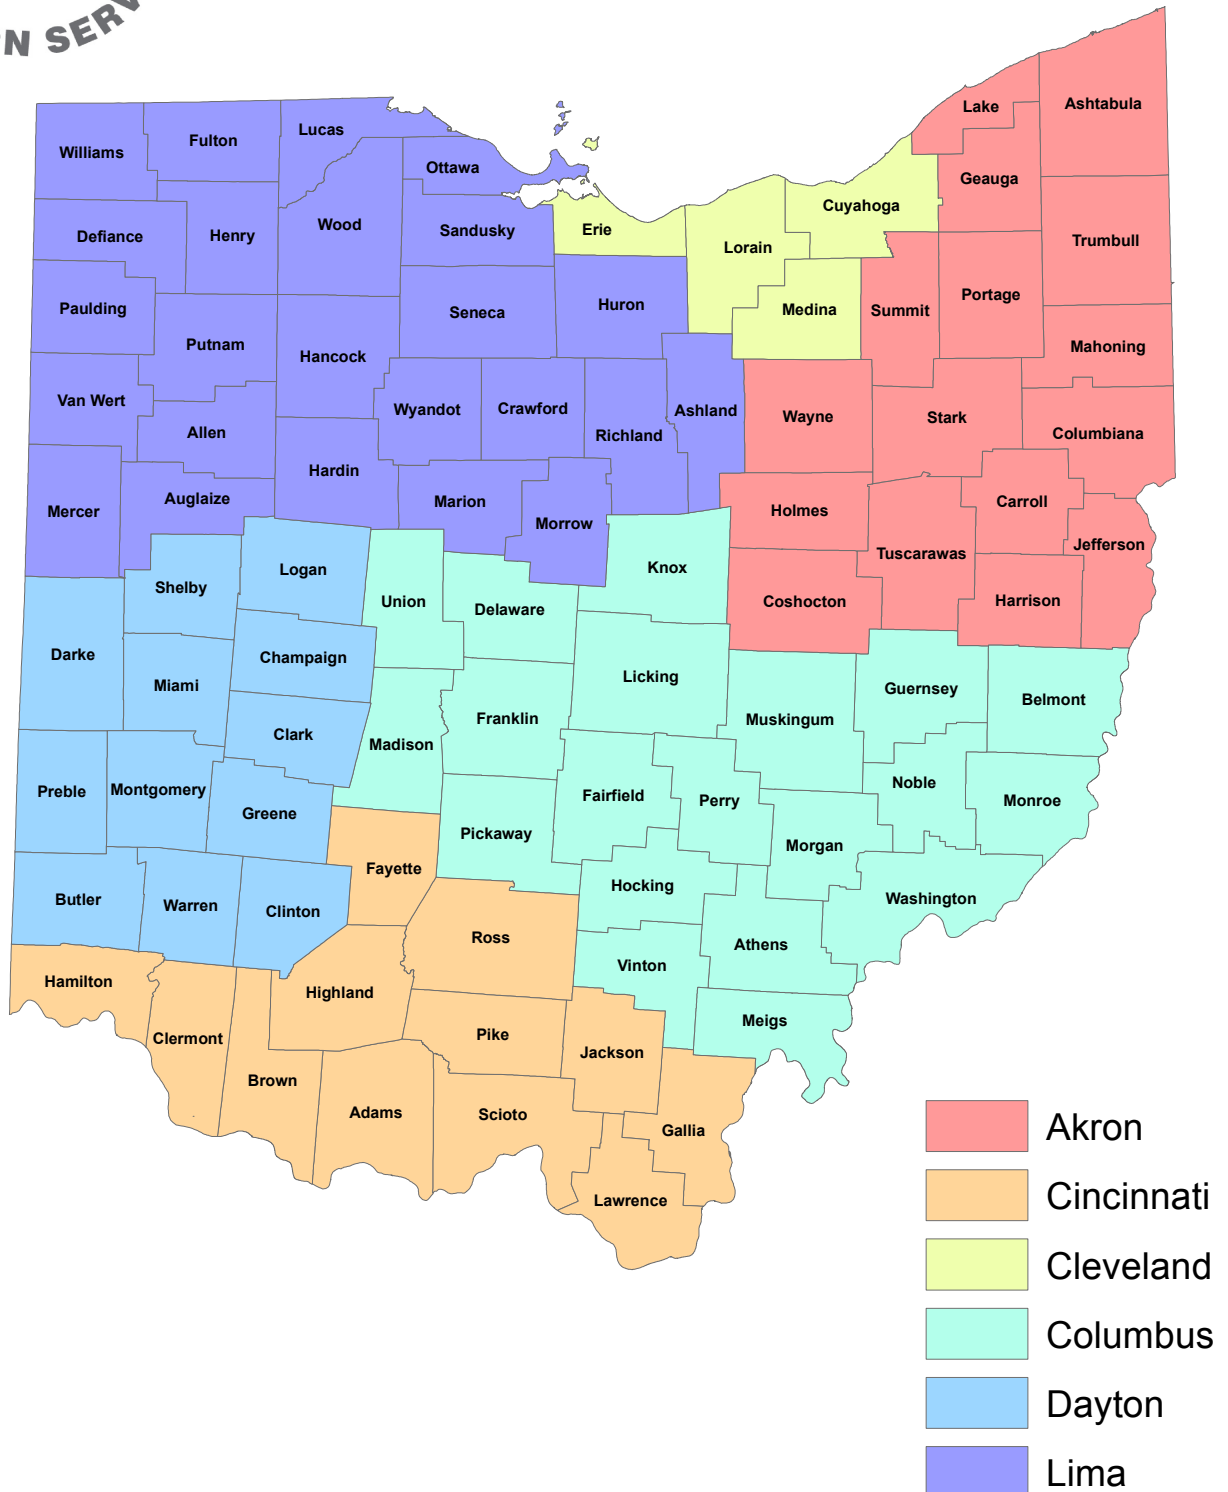 N SERV
Lake
Ashtabula
Lucas
Fulton
Williams
Ottawa
Geauga
Cuyahoga
Wood
Erie
Sandusky
Henry
Defiance
Lorain
Trumbull
Portage
Huron
Paulding
Medina
Summit
Seneca
Putnam
Mahoning
Hancock
Van Wert
Wyandot
Crawford
Ashland
Wayne
Stark
Allen
Richland
Columbiana
Hardin
Auglaize
Marion
Carroll
Mercer
Holmes
Morrow
Jefferson
Tuscarawas
Knox
Logan
Shelby
Union
Coshocton
Harrison
Delaware
Darke
Champaign
Licking
Miami
Guernsey
Belmont
Franklin
Muskingum
Clark
Madison
Noble
Preble
Montgomery
Fairfield
Perry
Monroe
Greene
Pickaway
Morgan
Fayette
Hocking
Butler
Warren
Washington
Clinton
Ross
Athens
Vinton
Hamilton
Highland
Meigs
Pike
Clermont
Jackson
Brown
Adams
Scioto
Gallia
Lawrence
Akron
Cincinnati
Cleveland
Columbus
Dayton
Lima